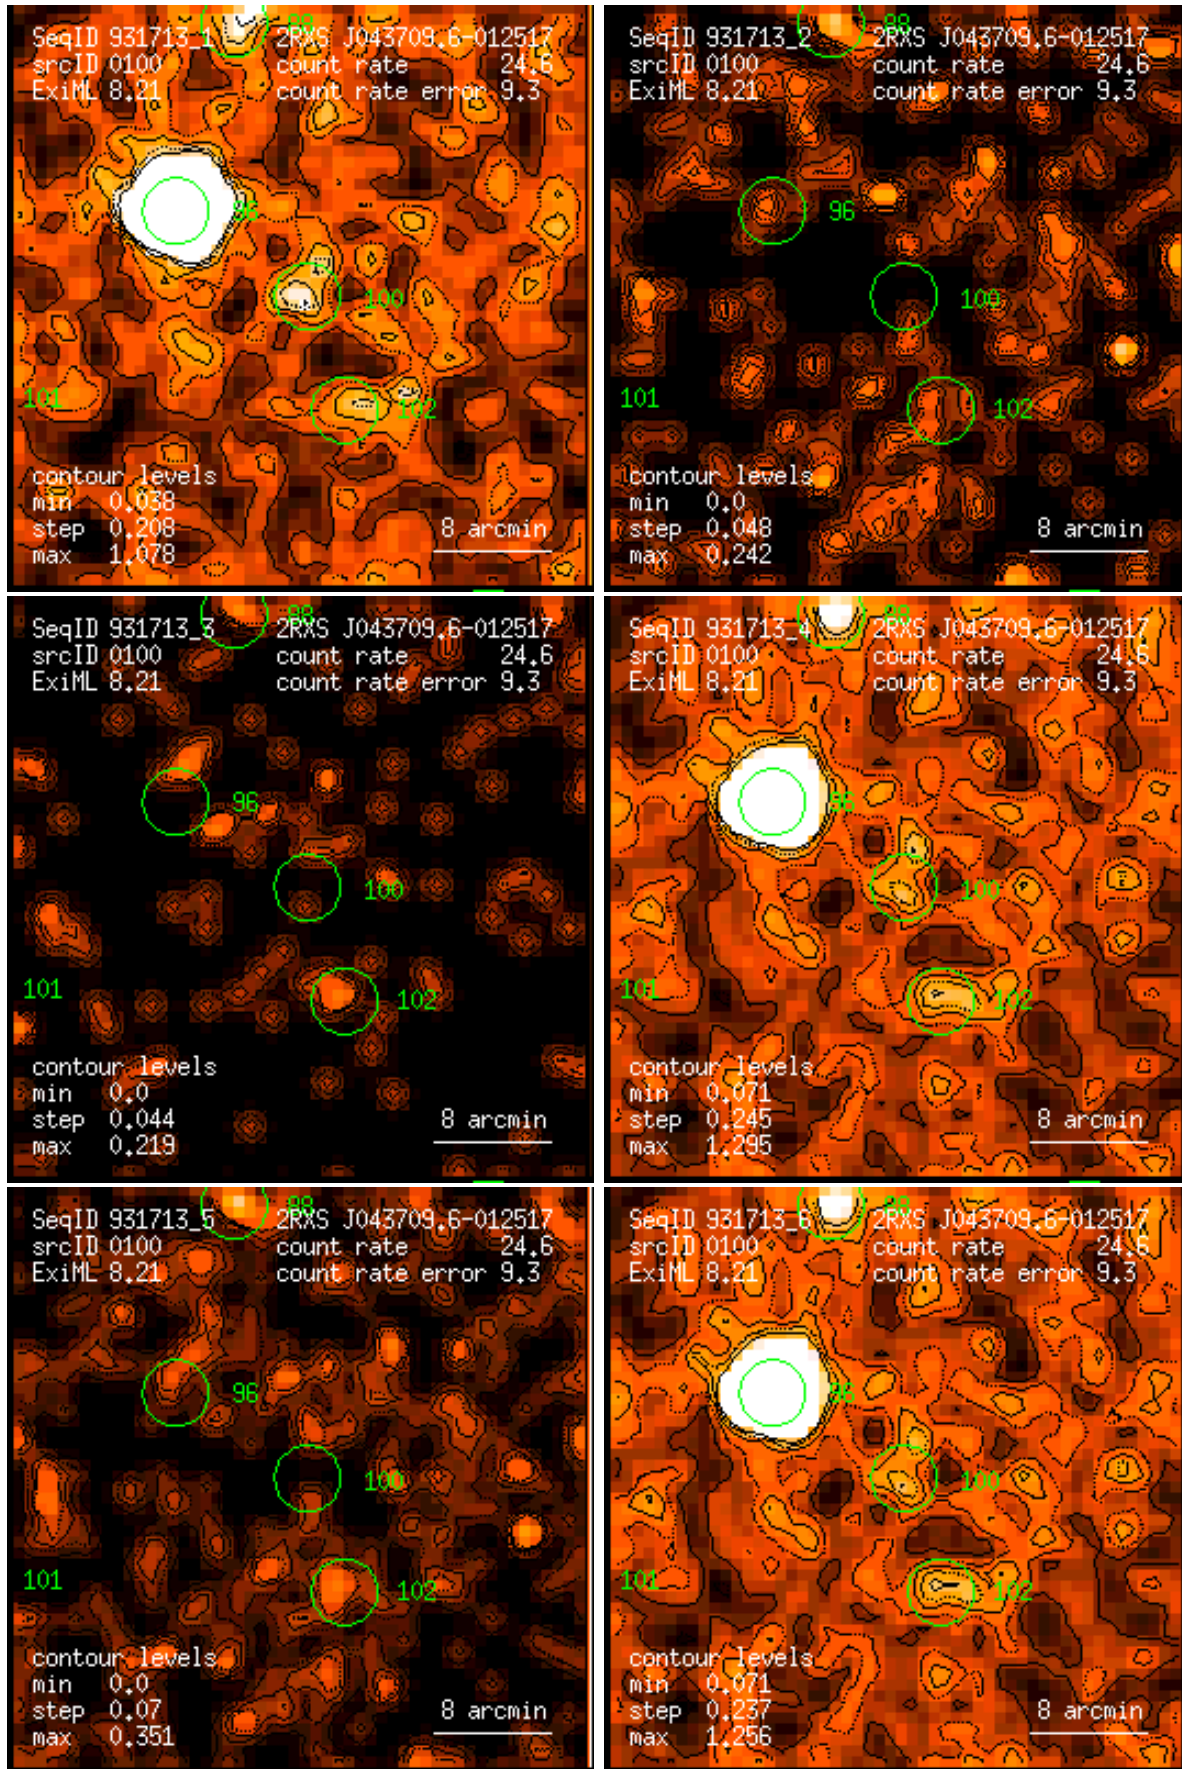 88
SeqID 931713_1 2RXS J043709.6-012517
srcID 0100 count rate 24.6
ExiML 8.21 count rate error 9.3
96
100
101
102
contour levels
min 0.038
step 0.208 8 arcmin
max 1.078
88
SeqID 931713_2 2RXS J043709.6-012517
srcID 0100 count rate 24.6
ExiML 8.21 count rate error 9.3
96
100
101
102
contour levels
min 0.0
step 0.048 8 arcmin
max 0.242
88
SeqID 931713_3 2RXS J043709.6-012517
srcID 0100 count rate 24.6
ExiML 8.21 count rate error 9.3
96
100
101
102
contour levels
min 0.0
step 0.044 8 arcmin
max 0.219
88
SeqID 931713_4 2RXS J043709.6-012517
srcID 0100 count rate 24.6
ExiML 8.21 count rate error 9.3
96
100
101
102
contour levels
min 0.071
step 0.245 8 arcmin
max 1.295
88
SeqID 931713_5 2RXS J043709.6-012517
srcID 0100 count rate 24.6
ExiML 8.21 count rate error 9.3
96
100
101
102
contour levels
min 0.0
step 0.07 8 arcmin
max 0.351
88
SeqID 931713_6 2RXS J043709.6-012517
srcID 0100 count rate 24.6
ExiML 8.21 count rate error 9.3
96
100
101
102
contour levels
min 0.071
step 0.237 8 arcmin
max 1.256